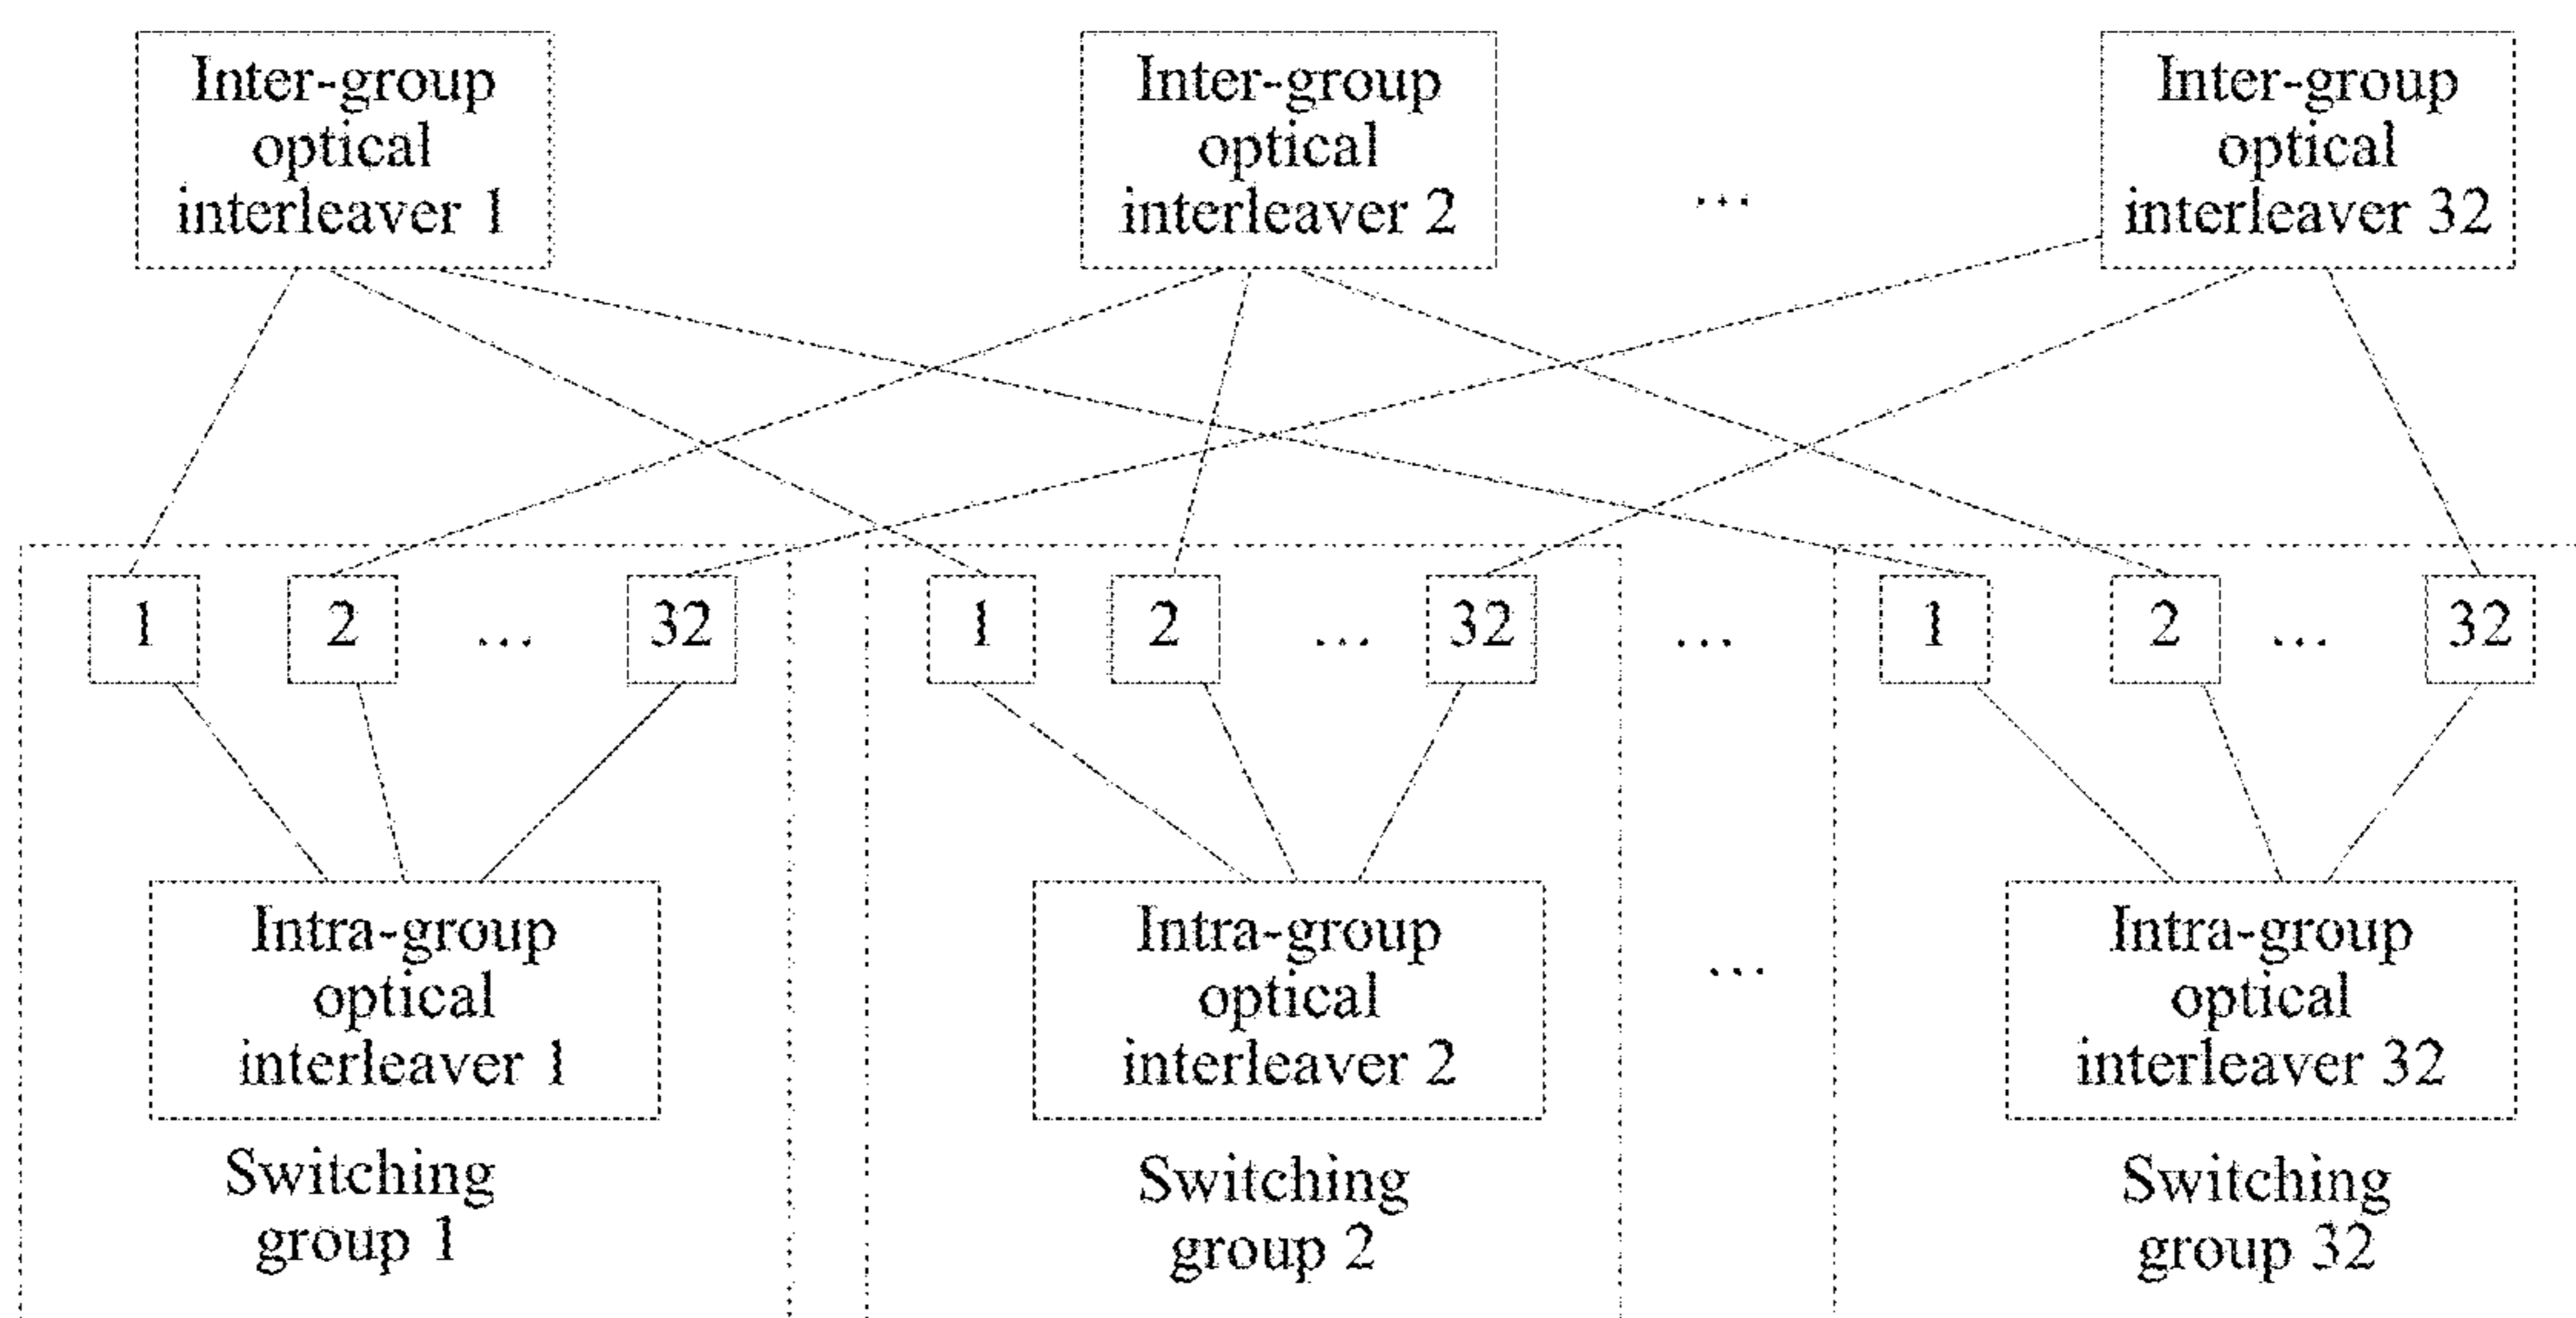 Inter-group
optical
interleaver 1
Inter-group
optical
interleaver 2
...
Inter-group
optical
interleaver 32
1
2
...
32
1
2
...
32
...
1
2
...
32
Intra-group
optical
interleaver 1
Intra-group
optical
interleaver 2
...
Intra-group
optical
interleaver 32
Switching
group 1
Switching
group 2
Switching
group 32